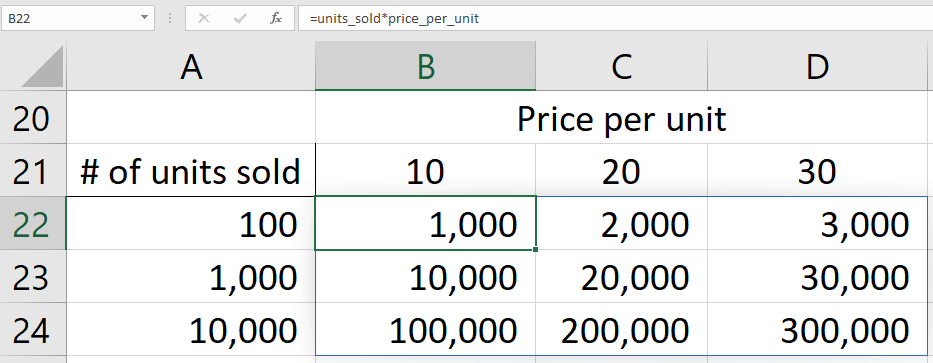 B22 fx =units_sold*price_per_unit
A B C D
20 Price per unit
21 # of units sold 10 20 30
22 100 1,000 2,000 3,000
23 1,000 10,000 20,000 30,000
24 10,000 100,000 200,000 300,000